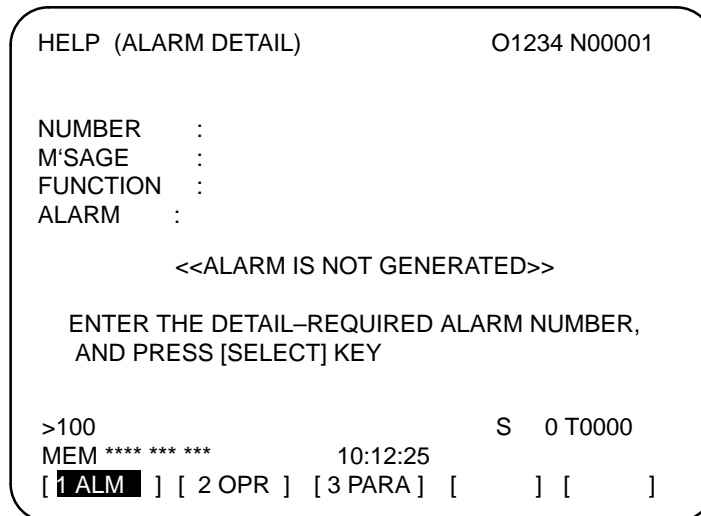 HELP (ALARM DETAIL) O1234 N00001
NUMBER :
M‘SAGE :
FUNCTION :
ALARM :
<<ALARM IS NOT GENERATED>>
ENTER THE DETAIL–REQUIRED ALARM NUMBER,
AND PRESS [SELECT] KEY
>100 S 0 T0000
MEM **** *** *** 10:12:25
[ 1 ALM ] [ 2 OPR ] [ 3 PARA ] [ ] [ ]